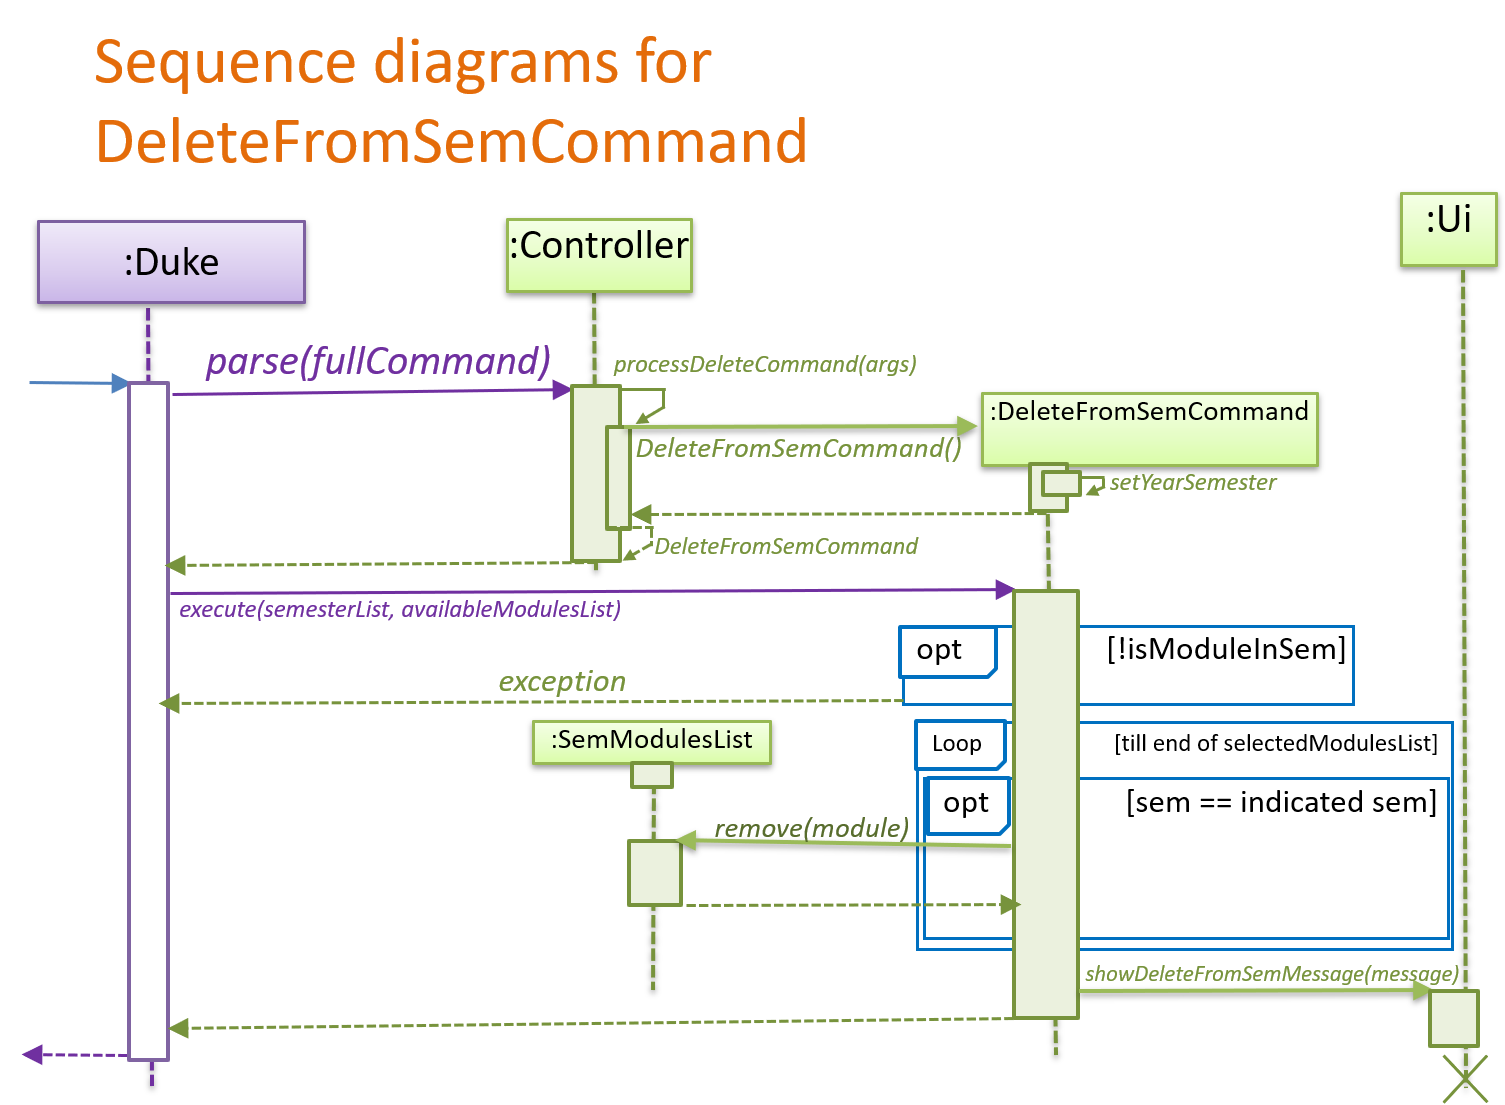 Sequence diagrams for
DeleteFromSemCommand
:Duke
:Controller
:Ui
parse(fullCommand)
processDeleteCommand(args)
:DeleteFromSemCommand
DeleteFromSemCommand()
setYearSemester
DeleteFromSemCommand
execute(semesterList, availableModulesList)
opt
[!isModuleInSem]
exception
:SemModulesList
Loop
[till end of selectedModulesList]
opt
[sem == indicated sem]
remove(module)
showDeleteFromSemMessage(message)